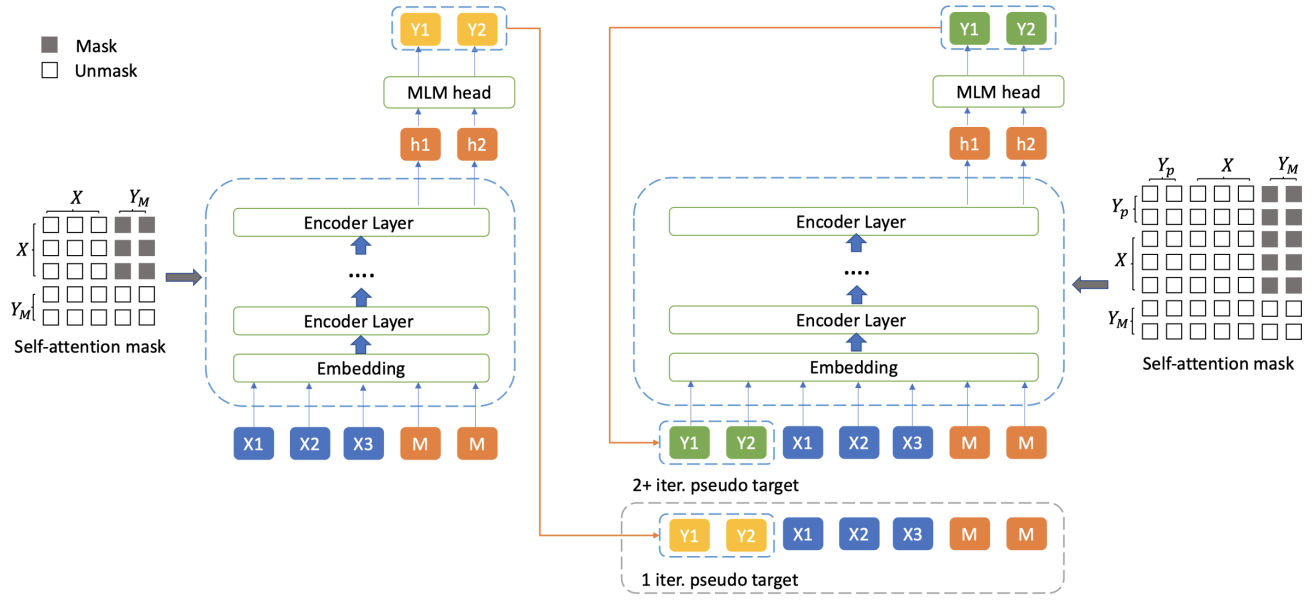 Mask
Unmask
Y1 Y2
MLM head
h1 h2
X Y_M
X
Y_M
Self-attention mask
Encoder Layer
....
Encoder Layer
Embedding
X1 X2 X3 M M
Y1 Y2
MLM head
h1 h2
Encoder Layer
....
Encoder Layer
Embedding
Y1 Y2 X1 X2 X3 M M
2+ iter. pseudo target
Y1 Y2 X1 X2 X3 M M
1 iter. pseudo target
Y_p X Y_M
Y_p
X
Y_M
Self-attention mask